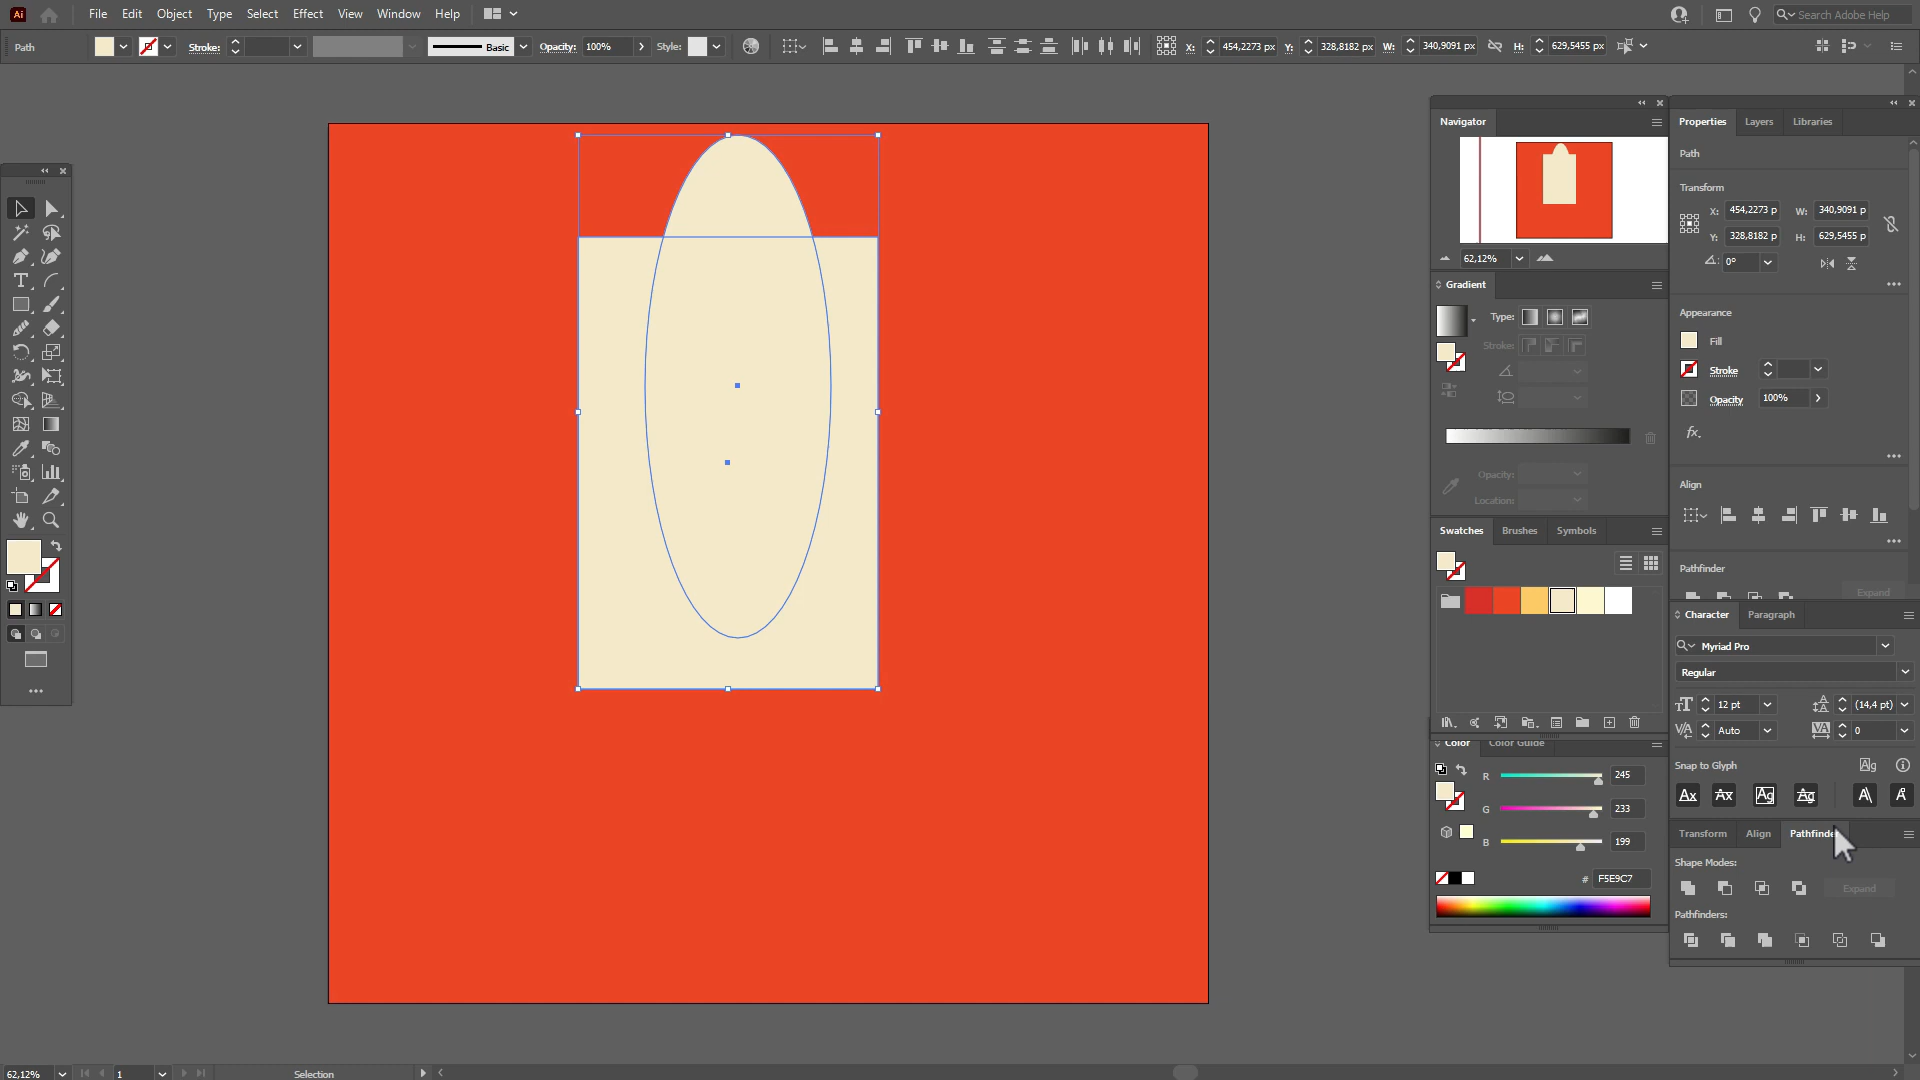 Ai File Edit Object Type Select Effect View Window Help Search Adobe Help
Path Stroke: Basic Opacity: 100% Style: X: 454,2273 px Y: 328,8182 px W: 340,9091 px H: 629,5455 px
Navigator
62,12%
Gradient
Type:
Stroke:
Opacity:
Location:
Swatches Brushes Symbols
Color Color Guide
R 245
G 233
B 199
# F5E9C7
Properties Layers Libraries
Path
Transform
X: 454,2273 p W: 340,9091 p
Y: 328,8182 p H: 629,5455 p
0°
Appearance
Fill
Stroke
Opacity 100%
fx.
Align
Pathfinder
Expand
Character Paragraph
Myriad Pro
Regular
12 pt (14,4 pt)
Auto 0
Snap to Glyph
Transform Align Pathfinder
Shape Modes:
Expand
Pathfinders:
62,12% 1 Selection